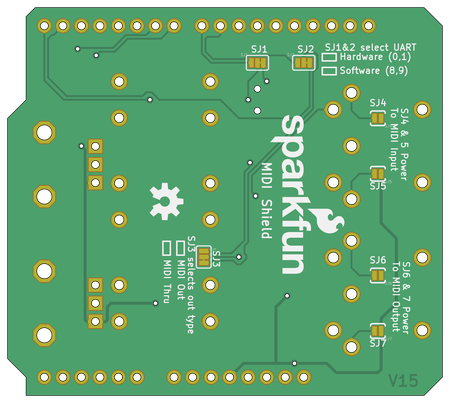 SJ1 SJ2 SJ1&2 select UART
Hardware (0,1)
Software (8,9)
SJ4
SJ4 & 5 Power
To MIDI Input
SJ5
sparkfun
MIDI Shield
SJ3
SJ3 selects out type
MIDI Out
MIDI Thru
SJ6
SJ6 & 7 Power
To MIDI Output
SJ7
V15